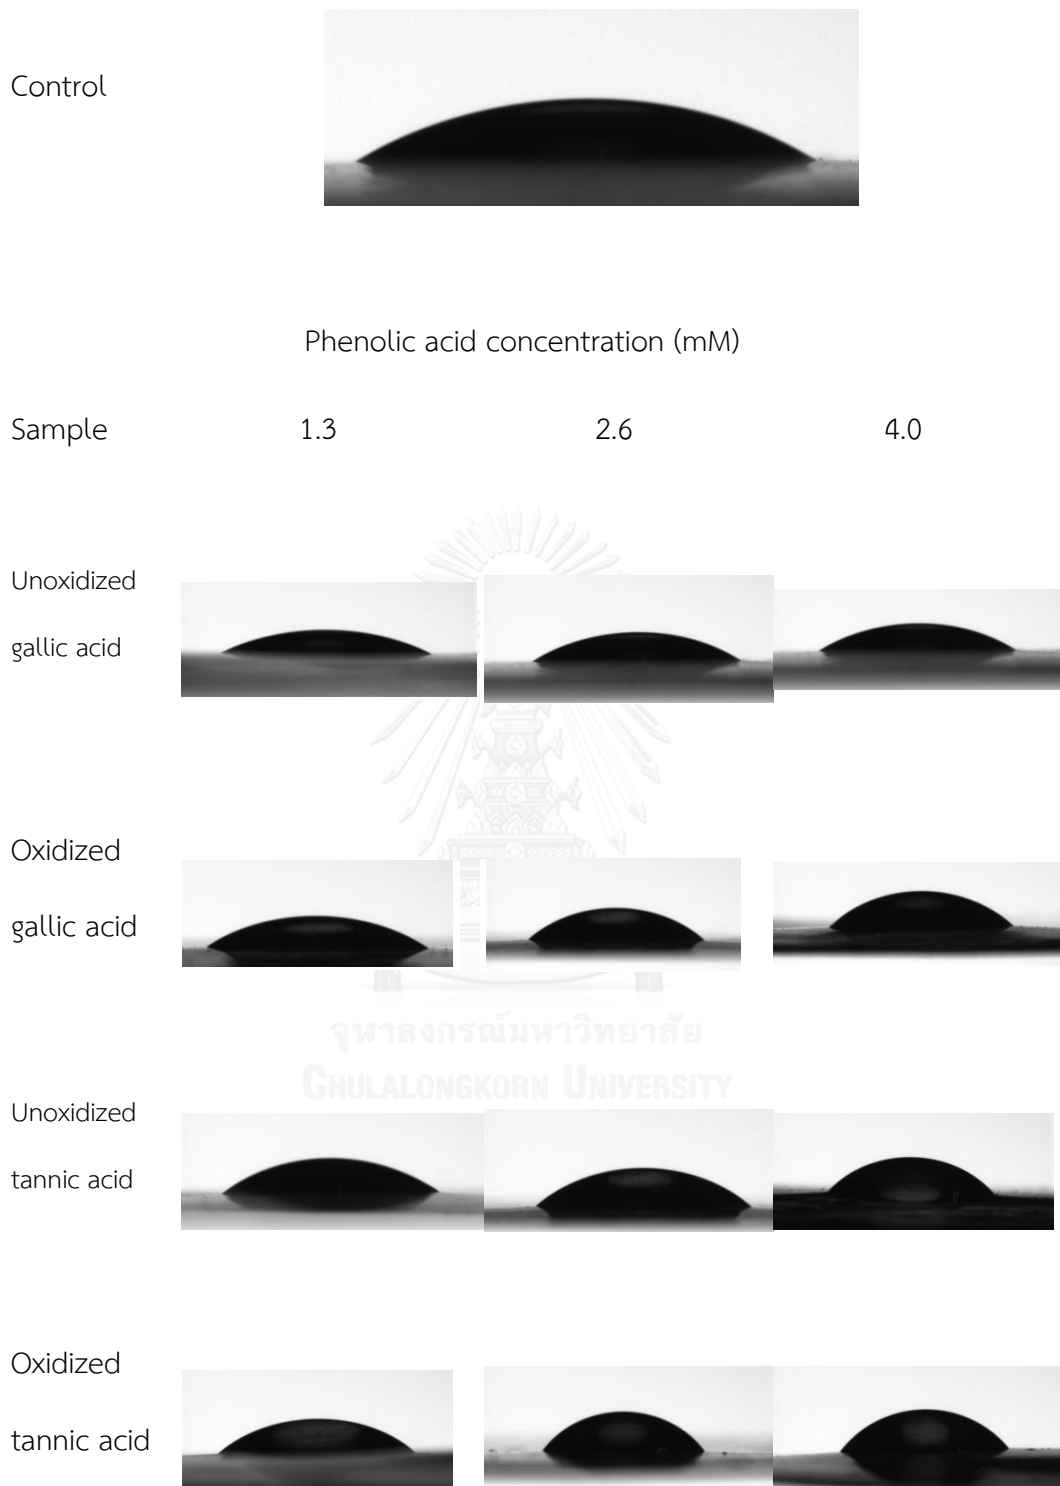 Control
Phenolic acid concentration (mM)
Sample 1.3 2.6 4.0
Unoxidized
gallic acid
Oxidized
gallic acid
จุฬาลงกรณ์มหาวิทยาลัย
CHULALONGKORN UNIVERSITY
Unoxidized
tannic acid
Oxidized
tannic acid